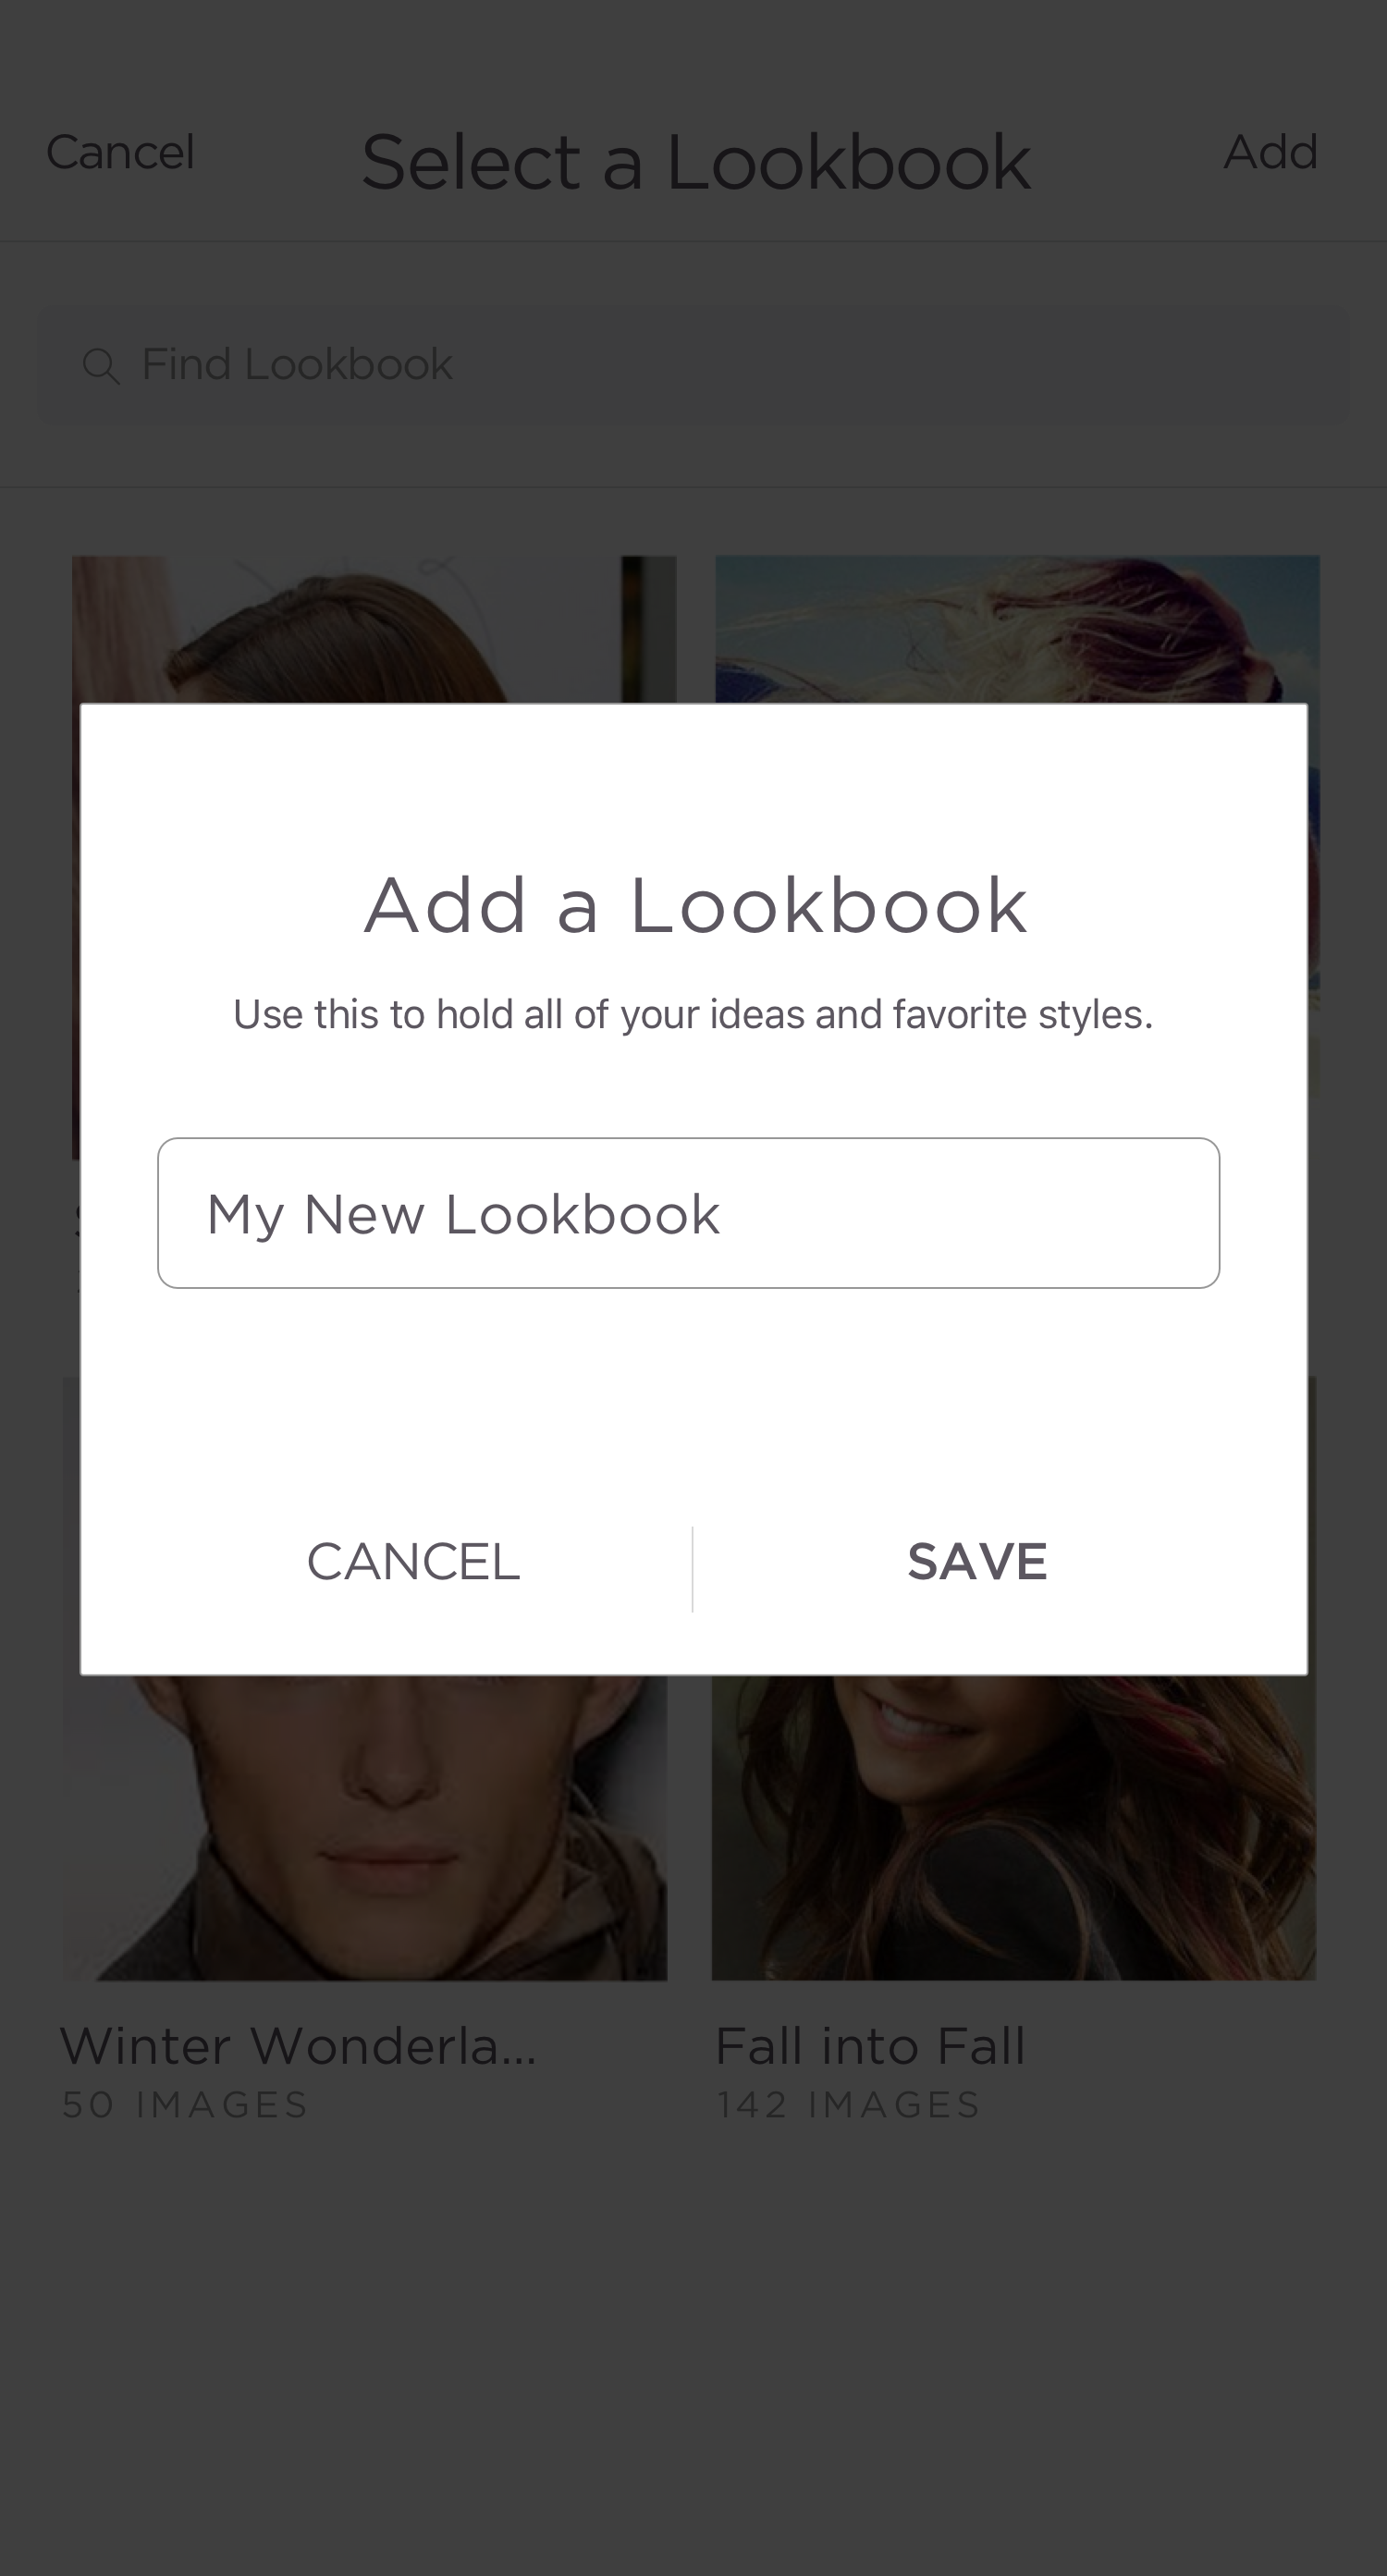 Cancel
Select a Lookbook
Add
Find Lookbook
Add a Lookbook
Use this to hold all of your ideas and favorite styles.
My New Lookbook
CANCEL
SAVE
Winter Wonderla...
Fall into Fall
50 IMAGES
142 IMAGES